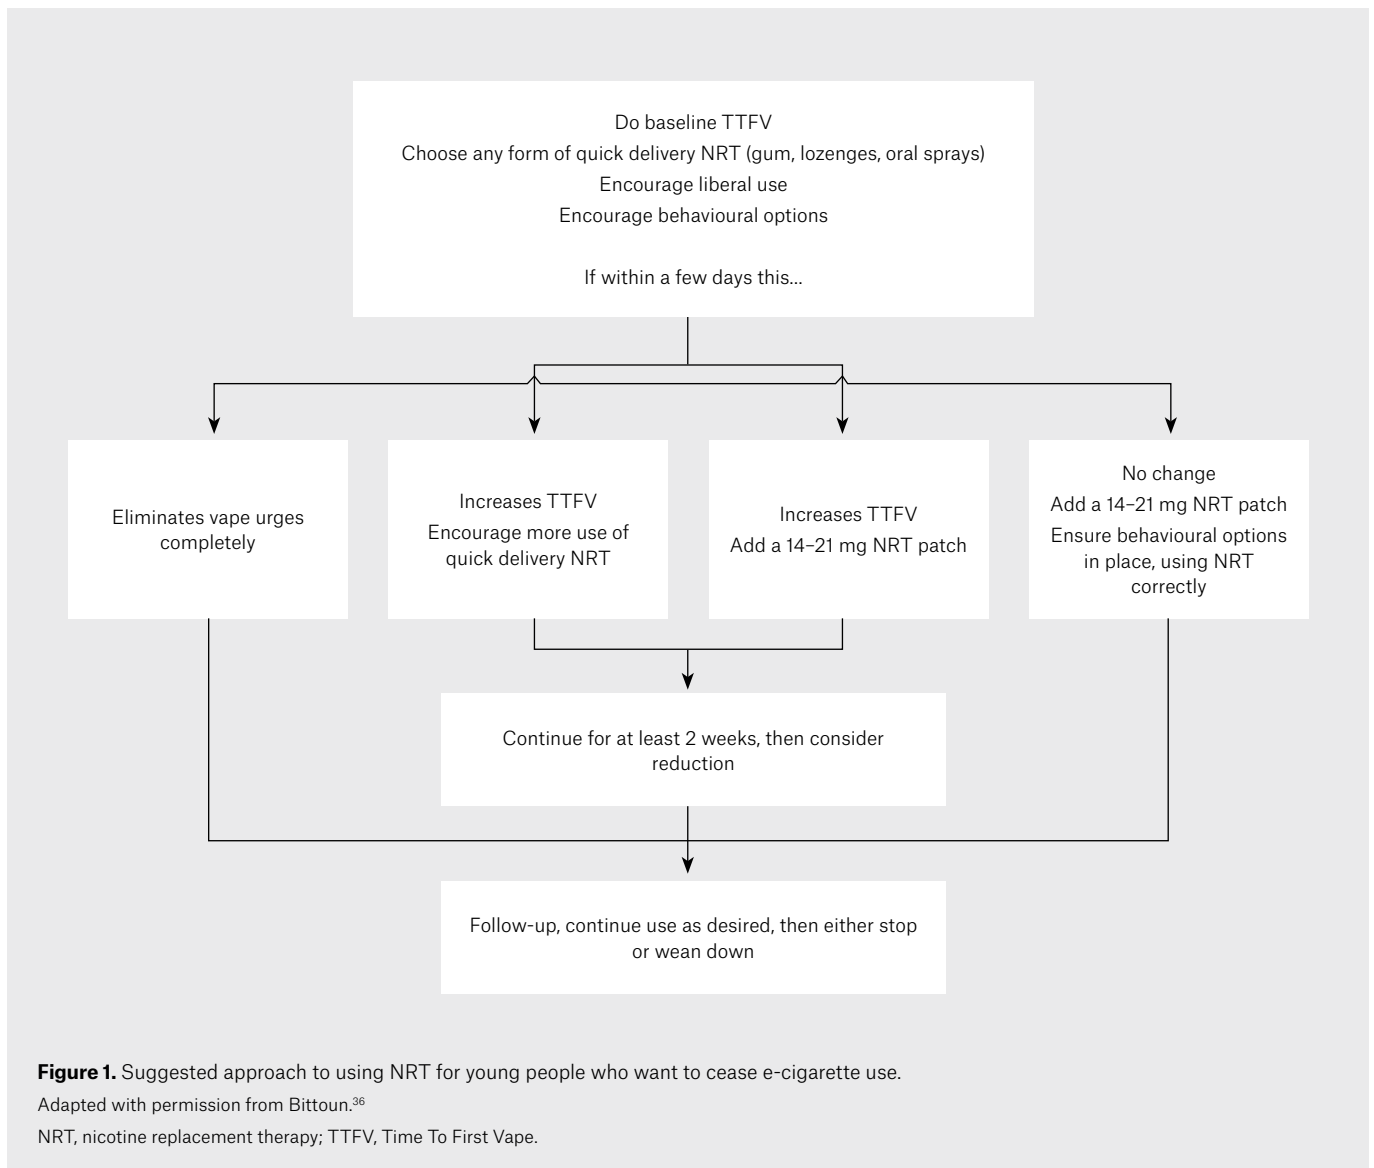 Do baseline TTFV
Choose any form of quick delivery NRT (gum, lozenges, oral sprays)
Encourage liberal use
Encourage behavioural options
If within a few days this...
Eliminates vape urges
completely
Increases TTFV
Encourage more use of
quick delivery NRT
Increases TTFV
Add a 14–21 mg NRT patch
No change
Add a 14–21 mg NRT patch
Ensure behavioural options
in place, using NRT
correctly
Continue for at least 2 weeks, then consider
reduction
Follow-up, continue use as desired, then either stop
or wean down
Figure 1. Suggested approach to using NRT for young people who want to cease e-cigarette use.
Adapted with permission from Bittoun.³⁶
NRT, nicotine replacement therapy; TTFV, Time To First Vape.